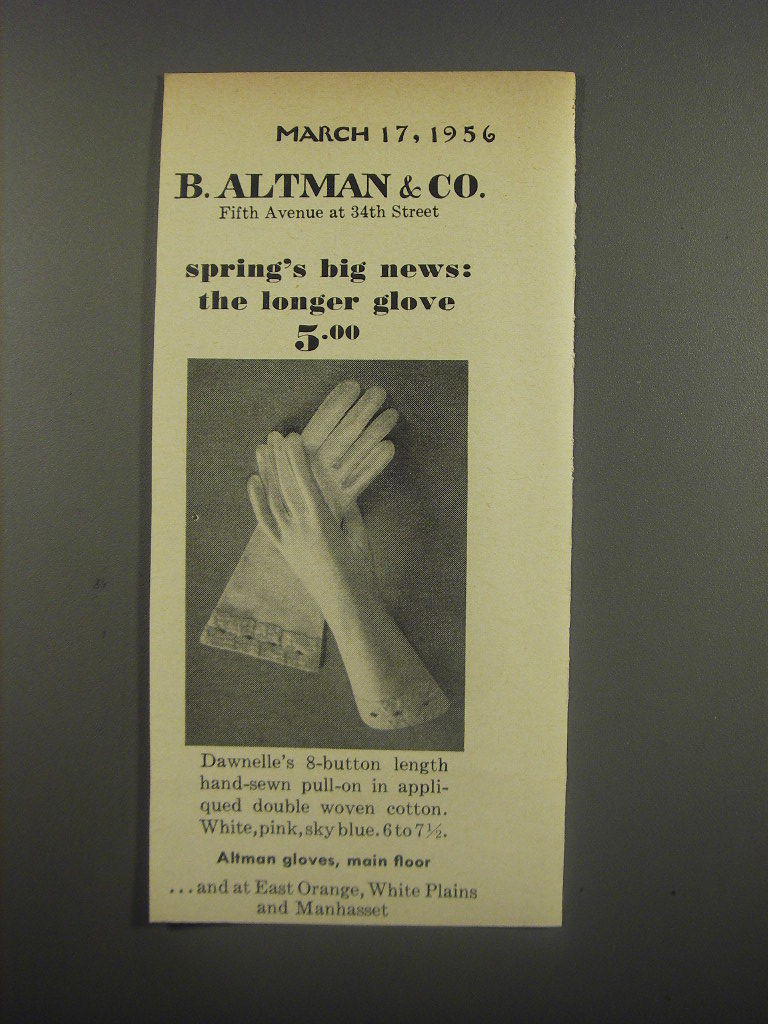 MARCH 17, 1956
B. ALTMAN & CO.
Fifth Avenue at 34th Street
spring's big news:
the longer glove
5.00
Dawnelle's 8-button length
hand-sewn pull-on in appli-
qued double woven cotton.
White, pink, sky blue. 6 to 7½.
Altman gloves, main floor
...and at East Orange, White Plains
and Manhasset